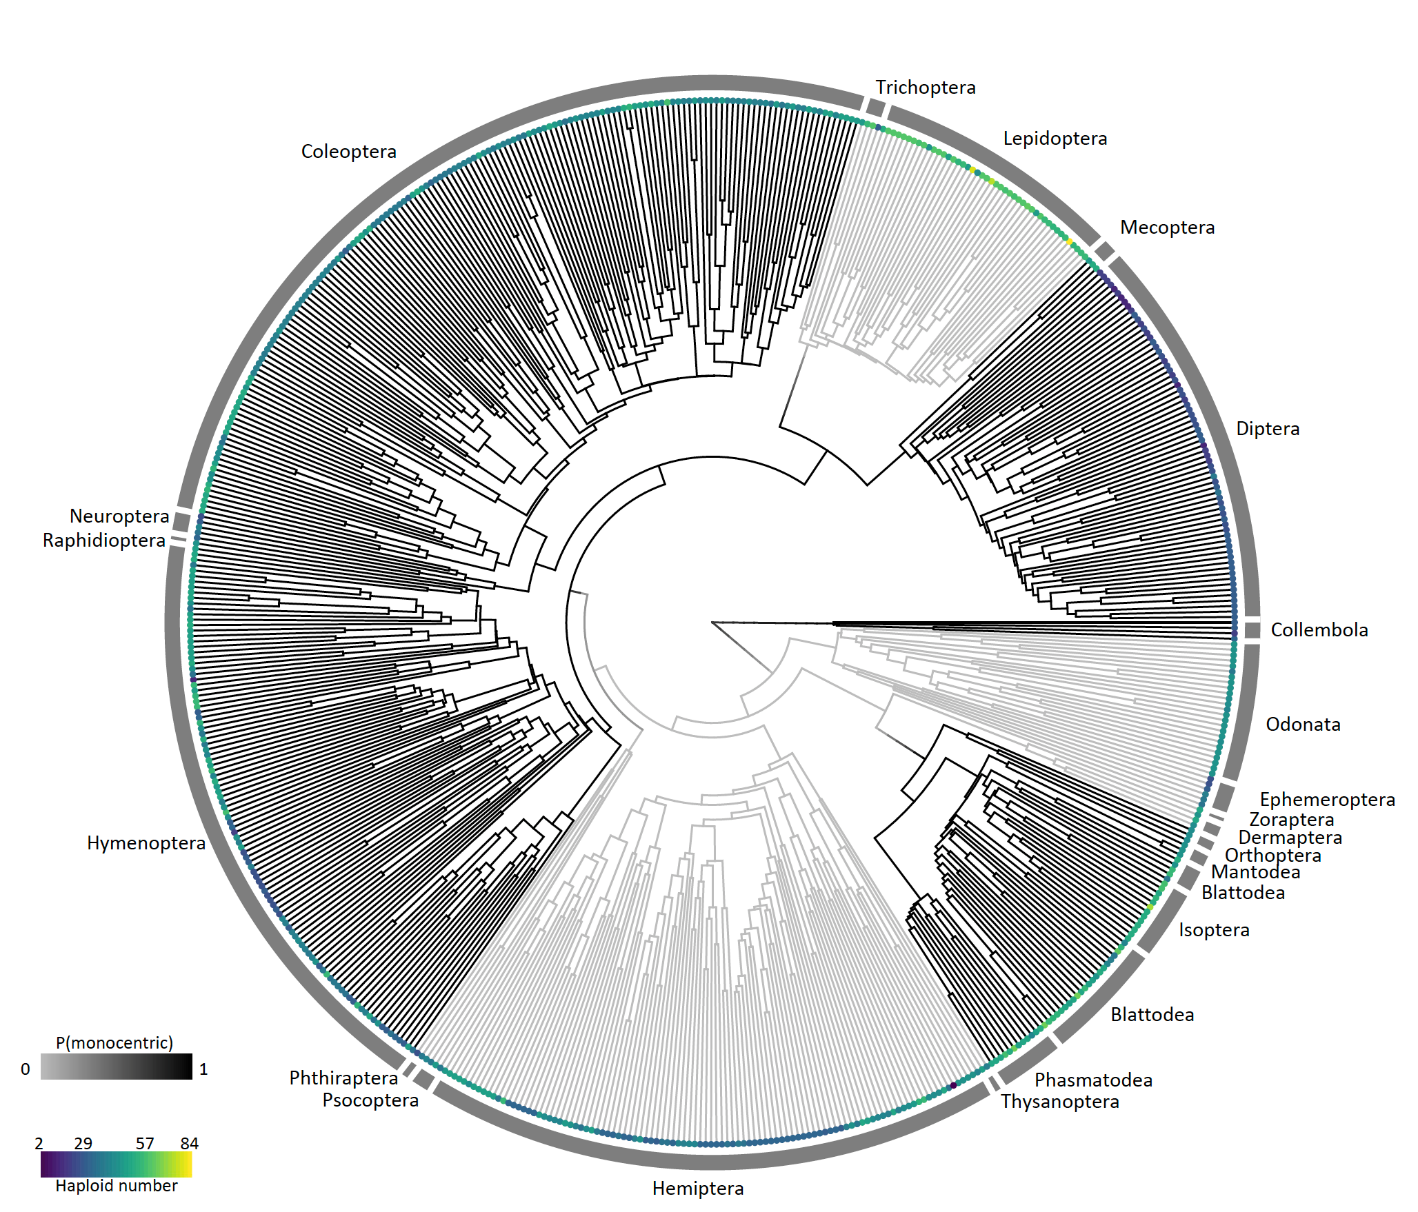 Trichoptera
Lepidoptera
Coleoptera
Mecoptera
Diptera
Neuroptera
Raphidioptera
Collembola
Odonata
Ephemeroptera
Zoraptera
Dermaptera
Orthoptera
Mantodea
Blattodea
Hymenoptera
Isoptera
Blattodea
P(monocentric)
0 1
Phthiraptera
Psocoptera
Phasmatodea
Thysanoptera
2 29 57 84
Haploid number
Hemiptera